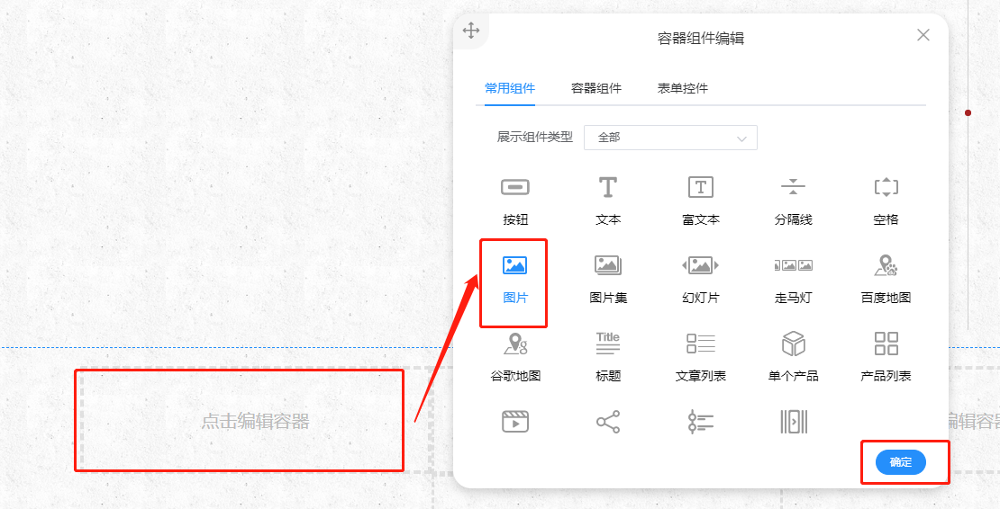 容器组件编辑
常用组件 容器组件 表单控件
展示组件类型 全部
按钮 文本 富文本 分隔线 空格
图片 图片集 幻灯片 走马灯 百度地图
Title
谷歌地图 标题 文章列表 单个产品 产品列表
点击编辑容器
编辑容器
确定